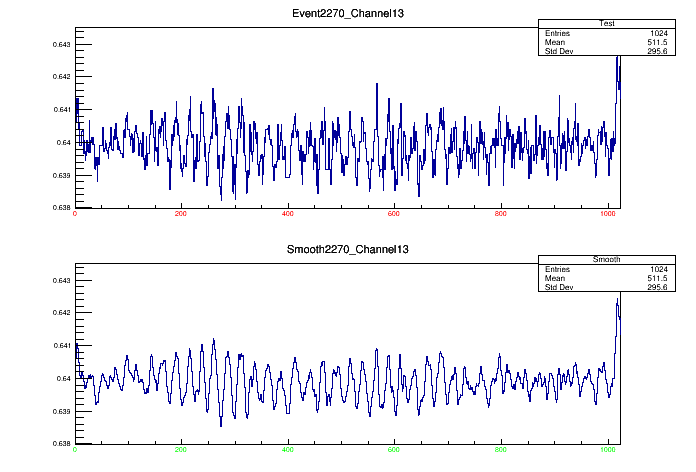 Event2270_Channel13
Test
Entries 1024
Mean 511.5
Std Dev 295.6
0.643
0.642
0.641
0.64
0.639
0.638
0 200 400 600 800 1000
Smooth2270_Channel13
Smooth
Entries 1024
Mean 511.5
Std Dev 295.6
0.643
0.642
0.641
0.64
0.639
0.638
0 200 400 600 800 1000